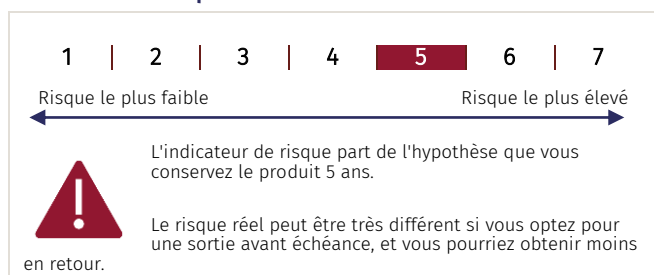 1 | 2 | 3 | 4 | 5 | 6 | 7
Risque le plus faible Risque le plus élevé
L'indicateur de risque part de l'hypothèse que vous
conservez le produit 5 ans.
Le risque réel peut être très différent si vous optez pour
une sortie avant échéance, et vous pourriez obtenir moins
en retour.